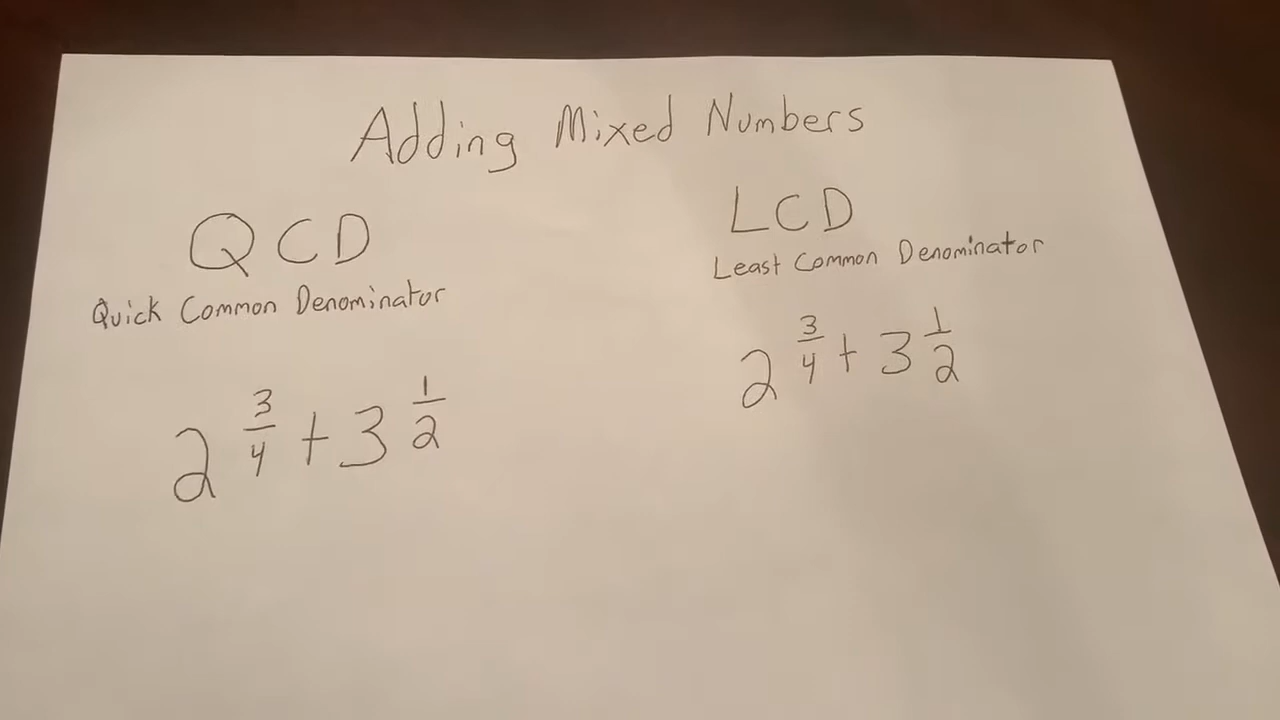 Adding Mixed Numbers
QCD
Quick Common Denominator
2 3/4 + 3 1/2
LCD
Least Common Denominator
2 3/4 + 3 1/2